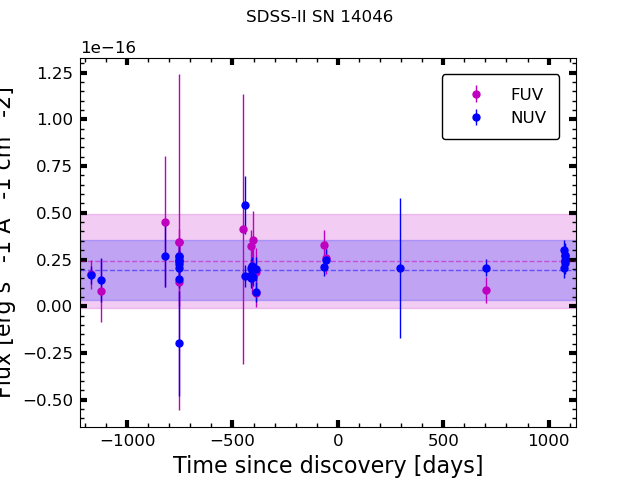 SDSS-II SN 14046
1e−16
FUV
NUV
1.25
1.00
0.75
0.50
0.25
0.00
−0.25
−0.50
Flux [erg s -1 A -1 cm -2]
−1000
−500
0
500
1000
Time since discovery [days]